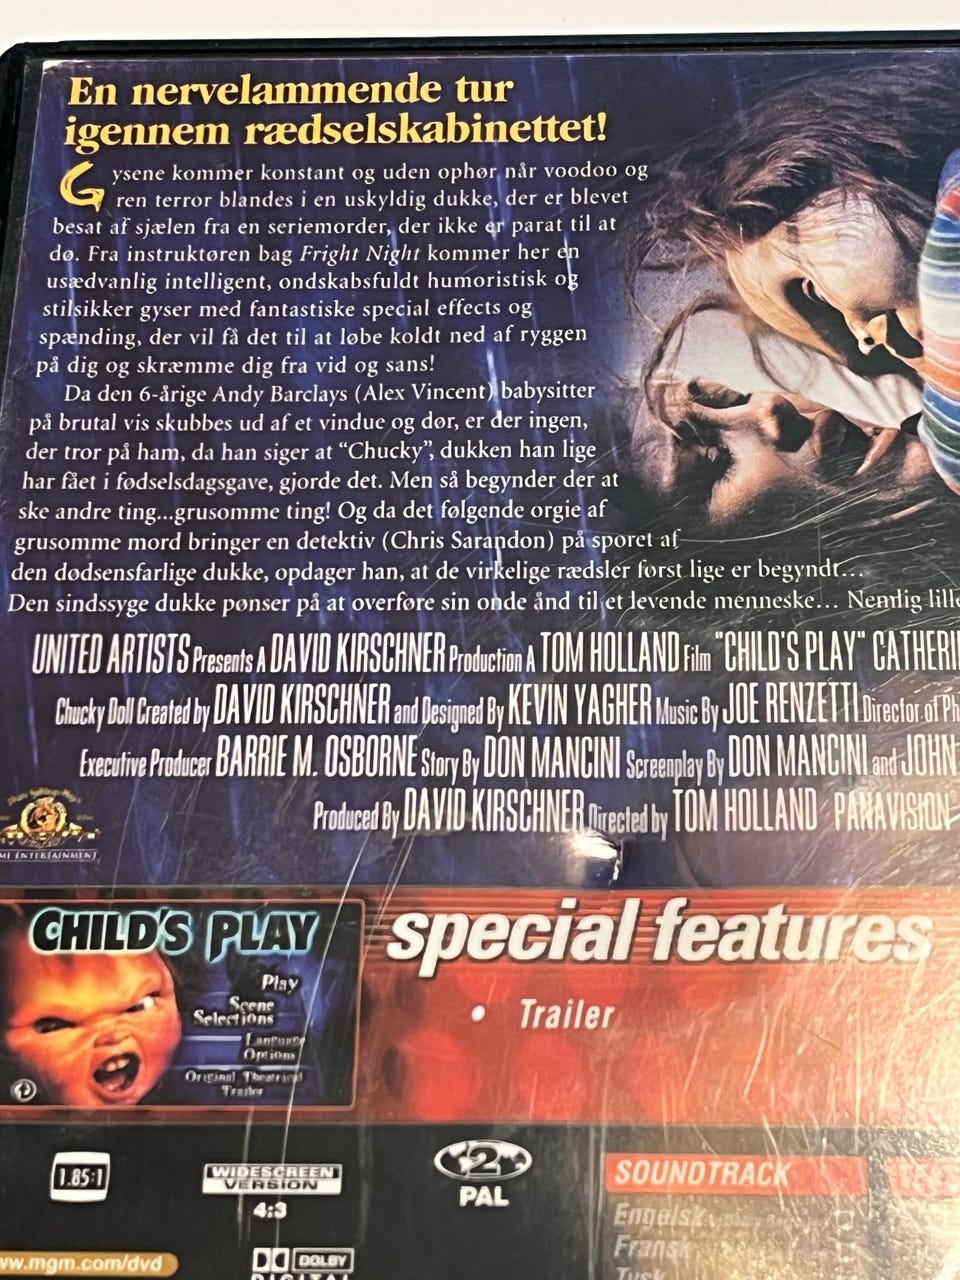 En nervelammende tur
igennem rædselskabinettet!
Gysene kommer konstant og uden ophør når voodoo og
ren terror blandes i en uskyldig dukke, der er blevet
besat af sjælen fra en seriemorder, der ikke er parat til at
dø. Fra instruktøren bag Fright Night kommer her en
usædvanlig intelligent, ondskabsfuldt humoristisk og
stilsikker gyser med fantastiske special effects og
spænding, der vil få det til at løbe koldt ned af ryggen
på dig og skræmme dig fra vid og sans!
Da den 6-årige Andy Barclays (Alex Vincent) babysitter
på brutal vis skubbes ud af et vindue og dør, er der ingen,
der tror på ham, da han siger at "Chucky", dukken han lige
har fået i fødselsdagsgave, gjorde det. Men så begynder der at
ske andre ting...grusomme ting! Og da det følgende orgie af
grusomme mord bringer en detektiv (Chris Sarandon) på sporet af
den dødsensfarlige dukke, opdager han, at de virkelige rædsler først lige er begyndt...
Den sindssyge dukke pønser på at overføre sin onde ånd til et levende menneske... Nemlig lille
UNITED ARTISTS Presents A DAVID KIRSCHNER Production A TOM HOLLAND Film "CHILD'S PLAY" CATHERI
Chucky Doll Created by DAVID KIRSCHNER and Designed By KEVIN YAGHER Music By JOE RENZETTI Director of Ph
Executive Producer BARRIE M. OSBORNE Story By DON MANCINI Screenplay By DON MANCINI and JOHN
Produced By DAVID KIRSCHNER Directed by TOM HOLLAND PANAVISION
ENTERTAINMENT
CHILD'S PLAY
Play
Scene
Selections
Language
Options
Original Theatrical
Trailer
special features
• Trailer
1.85:1
WIDESCREEN
VERSION
4:3
2
PAL
SOUNDTRACK
Engelsk
Fransk
Tysk
ww.mgm.com/dvd
DOLBY
DIGITAL